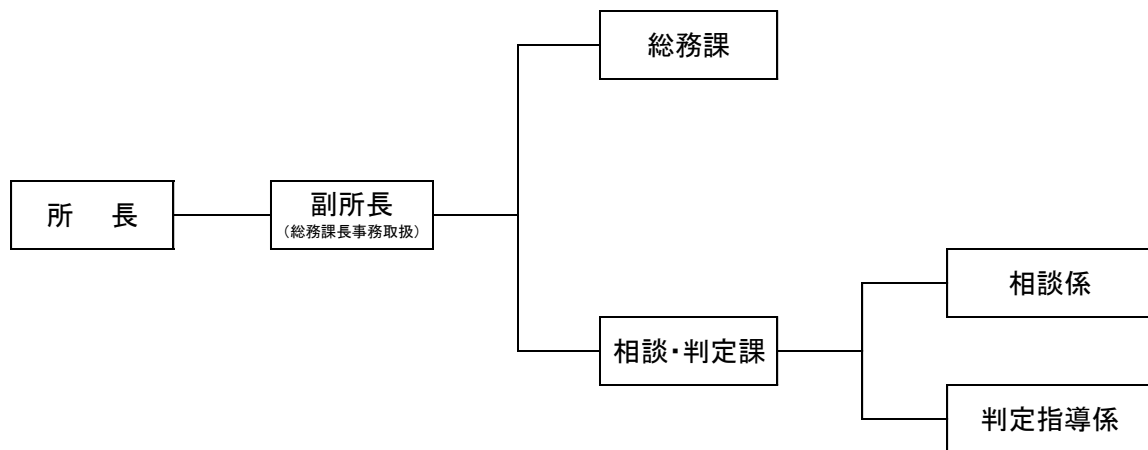 総務課
所　長
副所長
（総務課長事務取扱）
相談係
相談・判定課
判定指導係